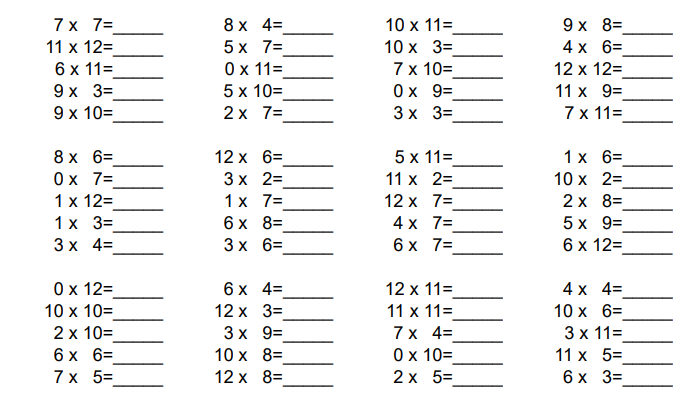 7 x 7=_____ 8 x 4=_____ 10 x 11=_____ 9 x 8=_____
11 x 12=_____ 5 x 7=_____ 10 x 3=_____ 4 x 6=_____
6 x 11=_____ 0 x 11=_____ 7 x 10=_____ 12 x 12=_____
9 x 3=_____ 5 x 10=_____ 0 x 9=_____ 11 x 9=_____
9 x 10=_____ 2 x 7=_____ 3 x 3=_____ 7 x 11=_____
8 x 6=_____ 12 x 6=_____ 5 x 11=_____ 1 x 6=_____
0 x 7=_____ 3 x 2=_____ 11 x 2=_____ 10 x 2=_____
1 x 12=_____ 1 x 7=_____ 12 x 7=_____ 2 x 8=_____
1 x 3=_____ 6 x 8=_____ 4 x 7=_____ 5 x 9=_____
3 x 4=_____ 3 x 6=_____ 6 x 7=_____ 6 x 12=_____
0 x 12=_____ 6 x 4=_____ 12 x 11=_____ 4 x 4=_____
10 x 10=_____ 12 x 3=_____ 11 x 11=_____ 10 x 6=_____
2 x 10=_____ 3 x 9=_____ 7 x 4=_____ 3 x 11=_____
6 x 6=_____ 10 x 8=_____ 0 x 10=_____ 11 x 5=_____
7 x 5=_____ 12 x 8=_____ 2 x 5=_____ 6 x 3=_____